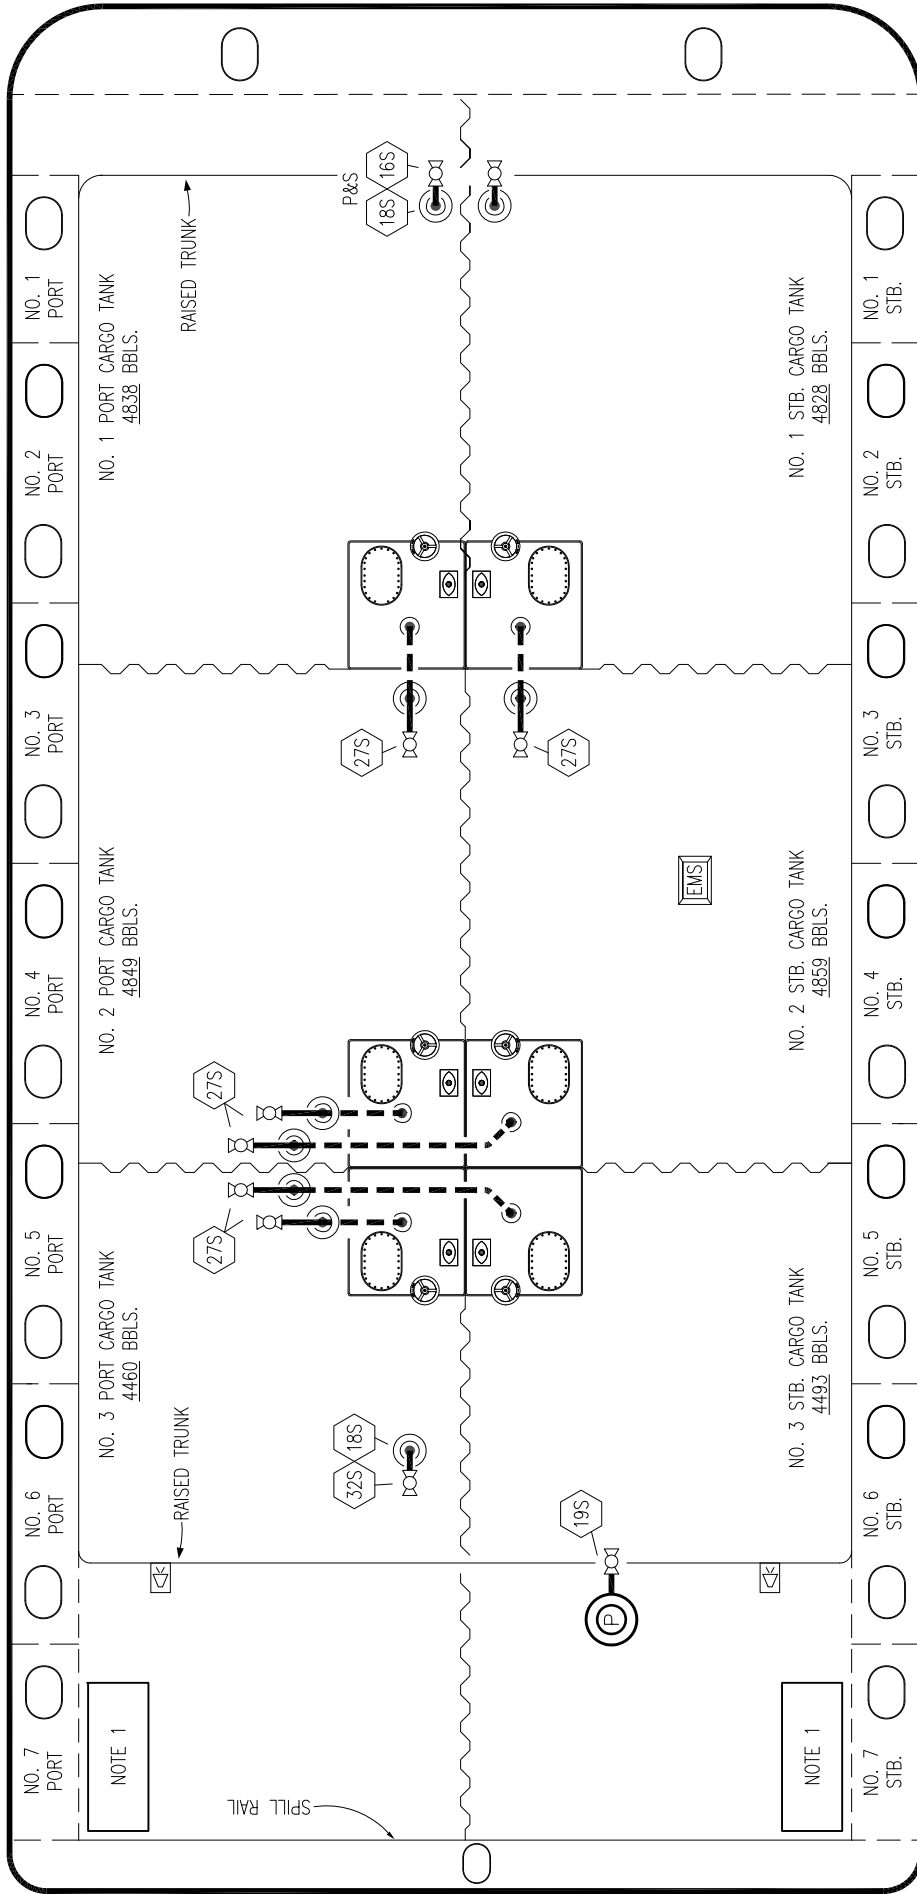 NO. 1
PORT
NO. 2
PORT
NO. 3
PORT
NO. 4
PORT
NO. 5
PORT
NO. 6
PORT
NO. 7
PORT
RAISED TRUNK
P&S
18S
16S
NO. 1 PORT CARGO TANK
4838 BBLS.
27S
NO. 2 PORT CARGO TANK
4849 BBLS.
27S
27S
NO. 3 PORT CARGO TANK
4460 BBLS.
32S
18S
RAISED TRUNK
NOTE 1
SPILL RAIL
NO. 1 STB. CARGO TANK
4828 BBLS.
27S
EMS
NO. 2 STB. CARGO TANK
4859 BBLS.
NO. 3 STB. CARGO TANK
4493 BBLS.
19S
P
NOTE 1
NO. 1
STB.
NO. 2
STB.
NO. 3
STB.
NO. 4
STB.
NO. 5
STB.
NO. 6
STB.
NO. 7
STB.